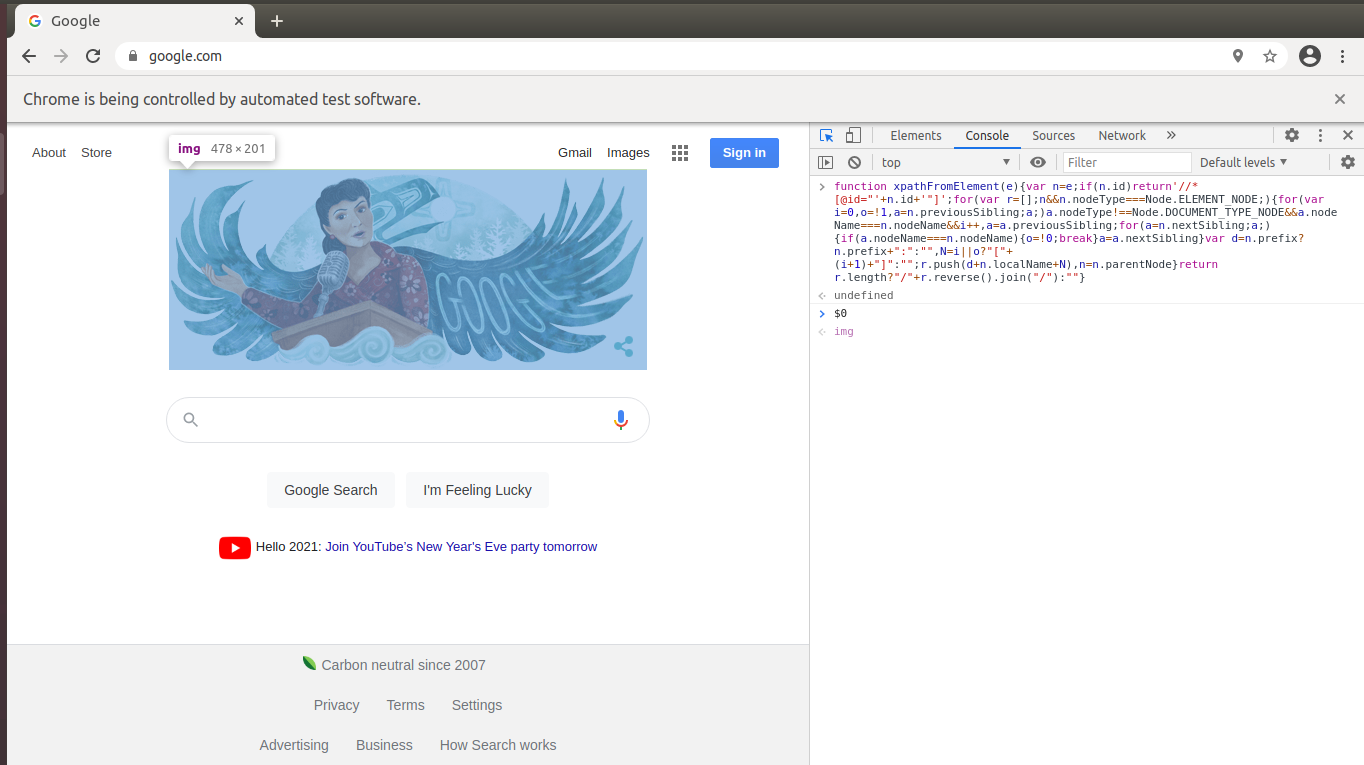 Google
google.com
Chrome is being controlled by automated test software.
About Store
img 478 × 201
Gmail Images
Sign in
GOOGLE
Google Search
I'm Feeling Lucky
Hello 2021: Join YouTube's New Year's Eve party tomorrow
Carbon neutral since 2007
Privacy Terms Settings
Advertising Business How Search works
Elements Console Sources Network
top
Filter
Default levels
function xpathFromElement(e){var n=e;if(n.id)return'//*
[@id="'+n.id+'"]';for(var r=[];n&&n.nodeType===Node.ELEMENT_NODE;){for(var
i=0,o=!1,a=n.previousSibling;a;)a.nodeType!==Node.DOCUMENT_TYPE_NODE&&a.node
Name===n.nodeName&&i++,a=a.previousSibling;for(a=n.nextSibling;a;)
{if(a.nodeName===n.nodeName){o=!0;break}a=a.nextSibling}var d=n.prefix?
n.prefix+":":"",N=i||o?"["+
(i+1)+"]":"";r.push(d+n.localName+N),n=n.parentNode}return
r.length?"/"+r.reverse().join("/"):""}
undefined
$0
img